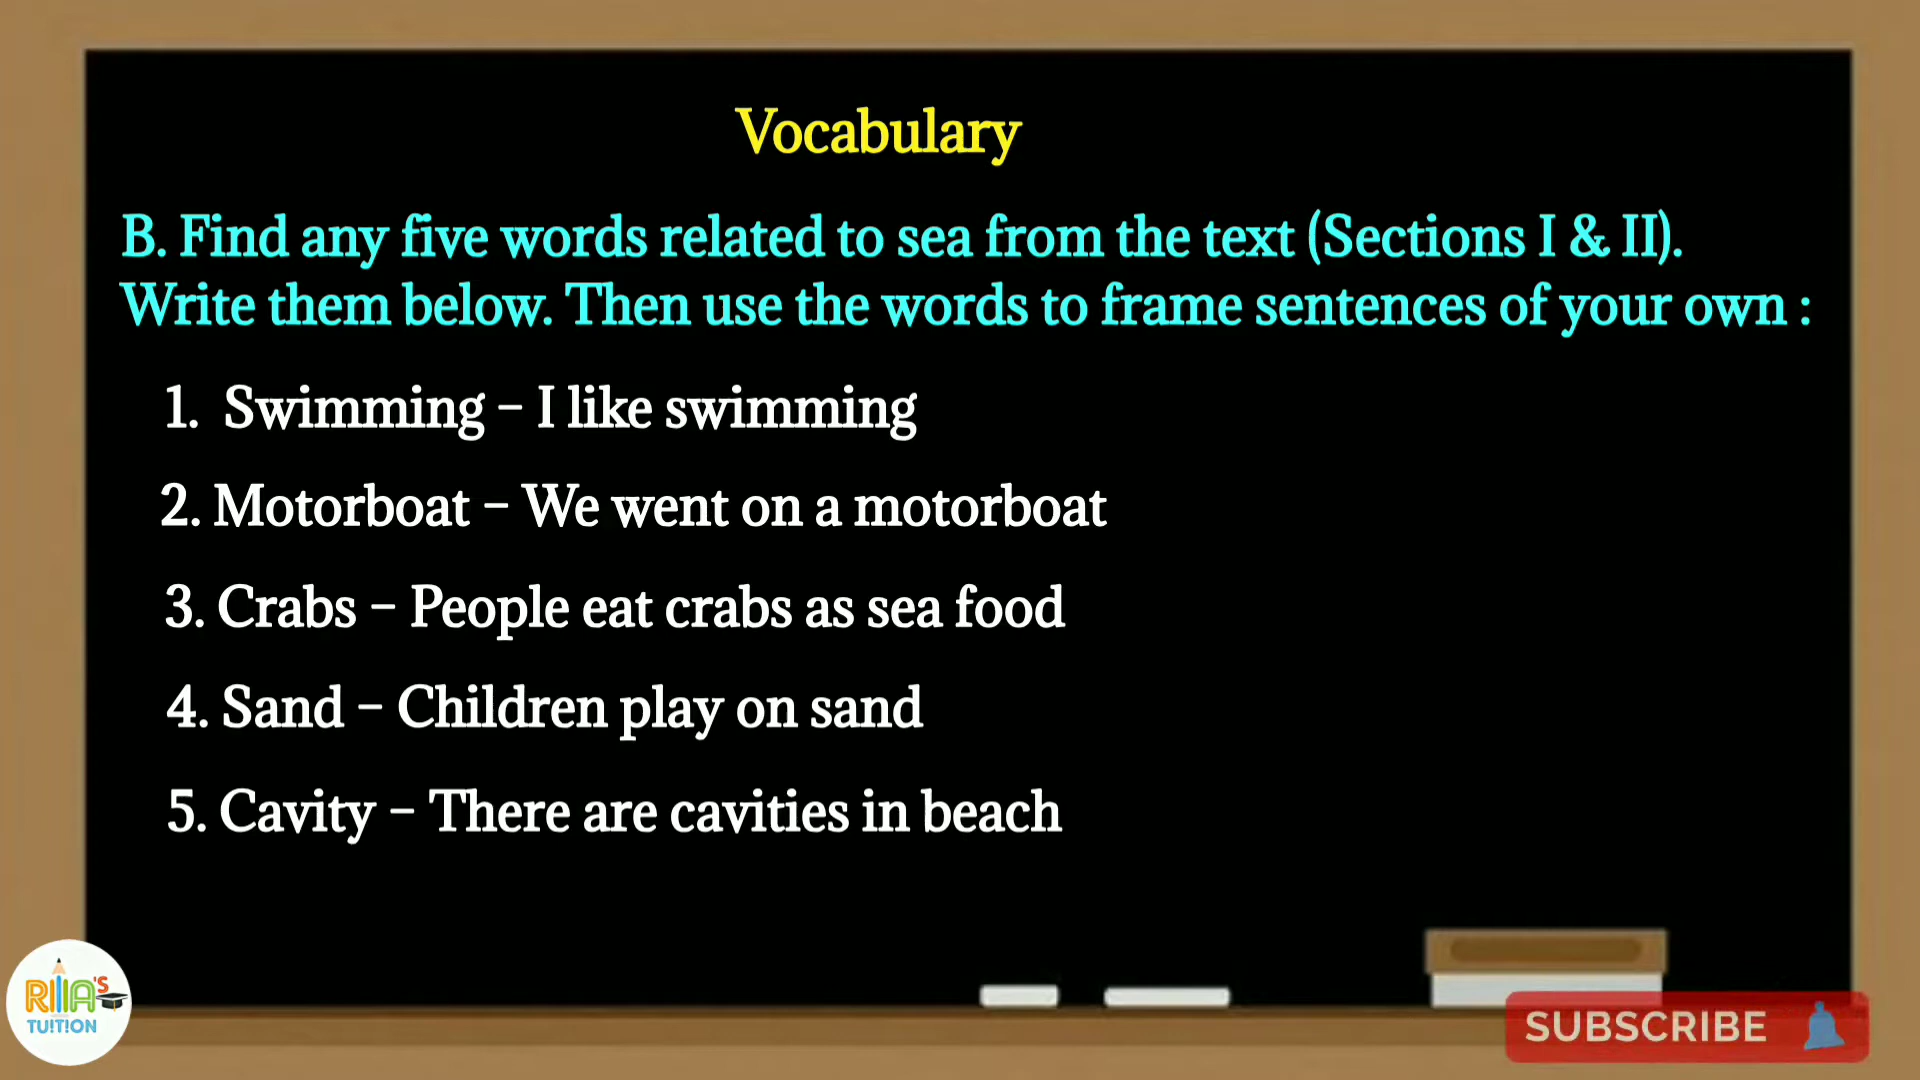 Vocabulary
B. Find any five words related to sea from the text (Sections I & II).
Write them below. Then use the words to frame sentences of your own :
1. Swimming – I like swimming
2. Motorboat – We went on a motorboat
3. Crabs – People eat crabs as sea food
4. Sand – Children play on sand
5. Cavity – There are cavities in beach
RIIA'S
TUITION
SUBSCRIBE